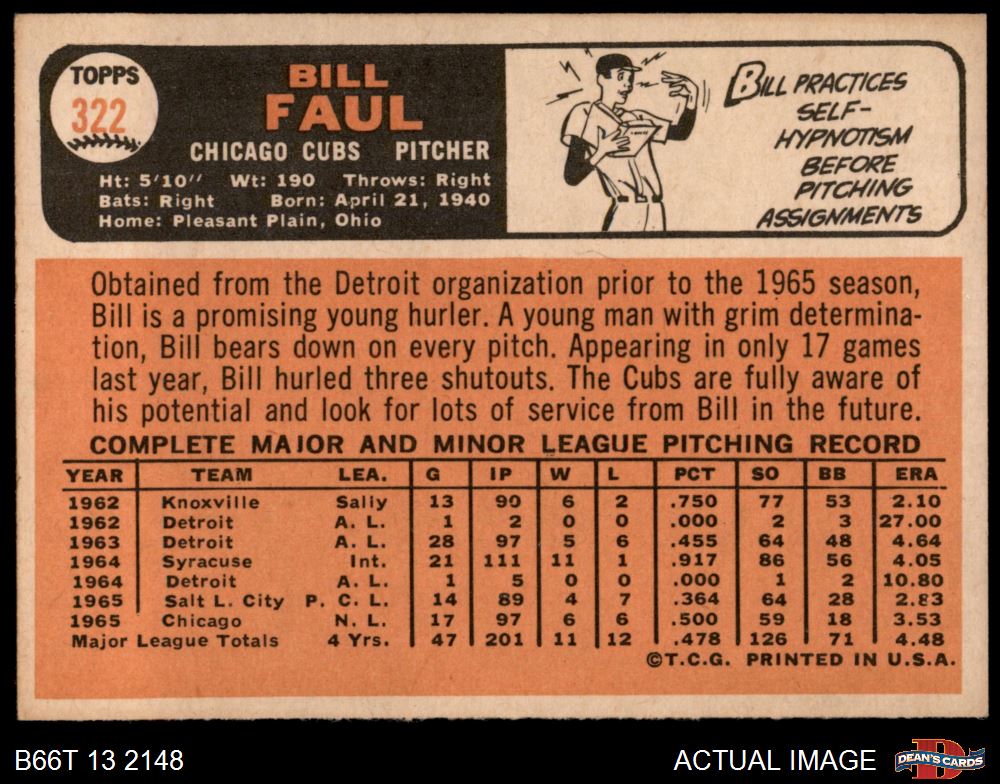 TOPPS
322
BILL
FAUL
CHICAGO CUBS PITCHER
Ht: 5'10" Wt: 190 Throws: Right
Bats: Right Born: April 21, 1940
Home: Pleasant Plain, Ohio
BILL PRACTICES
SELF-
HYPNOTISM
BEFORE
PITCHING
ASSIGNMENTS
Obtained from the Detroit organization prior to the 1965 season,
Bill is a promising young hurler. A young man with grim determina-
tion, Bill bears down on every pitch. Appearing in only 17 games
last year, Bill hurled three shutouts. The Cubs are fully aware of
his potential and look for lots of service from Bill in the future.
COMPLETE MAJOR AND MINOR LEAGUE PITCHING RECORD
YEAR TEAM LEA. G IP W L PCT SO BB ERA
1962 Knoxville Sally 13 90 6 2 .750 77 53 2.10
1962 Detroit A. L. 1 2 0 0 .000 2 3 27.00
1963 Detroit A. L. 28 97 5 6 .455 64 48 4.64
1964 Syracuse Int. 21 111 11 1 .917 86 56 4.05
1964 Detroit A. L. 1 5 0 0 .000 1 2 10.80
1965 Salt L. City P. C. L. 14 89 4 7 .364 64 28 2.83
1965 Chicago N. L. 17 97 6 6 .500 59 18 3.53
Major League Totals 4 Yrs. 47 201 11 12 .478 126 71 4.48
©T.C.G. PRINTED IN U.S.A.
B66T 13 2148
ACTUAL IMAGE
DEAN'S CARDS